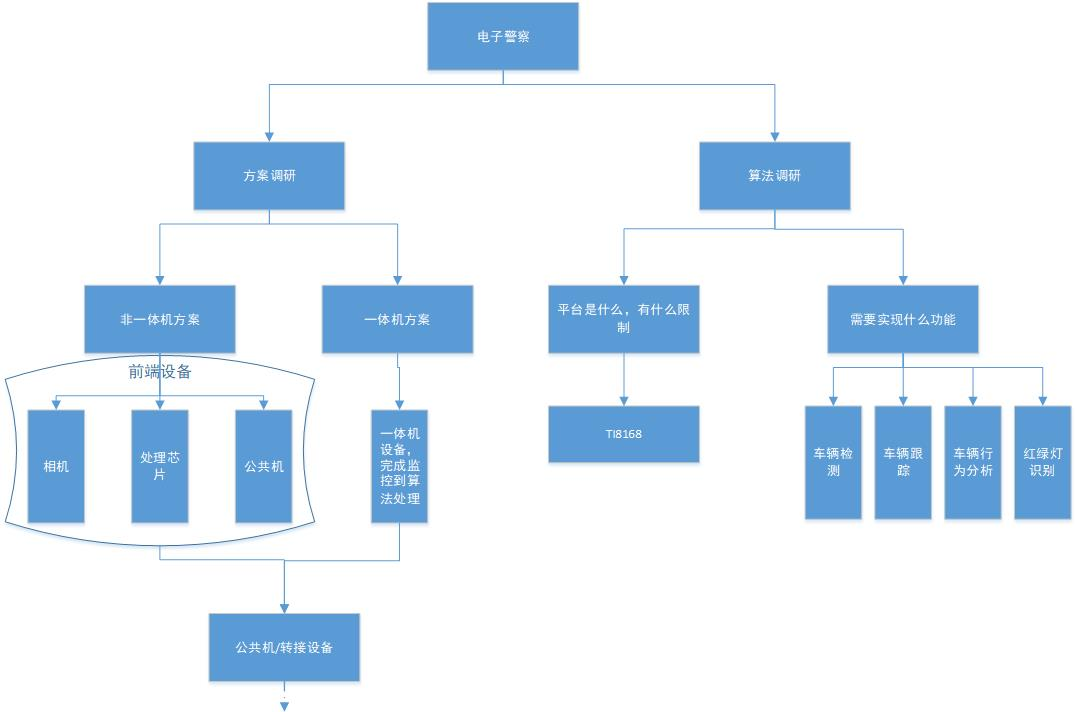 电子警察
方案调研
算法调研
非一体机方案
一体机方案
平台是什么，有什么限
制
需要实现什么功能
前端设备
相机
处理芯
片
公共机
一体机
设备，
完成监
控到算
法处理
TI8168
车辆检
测
车辆跟
踪
车辆行
为分析
红绿灯
识别
公共机/转接设备